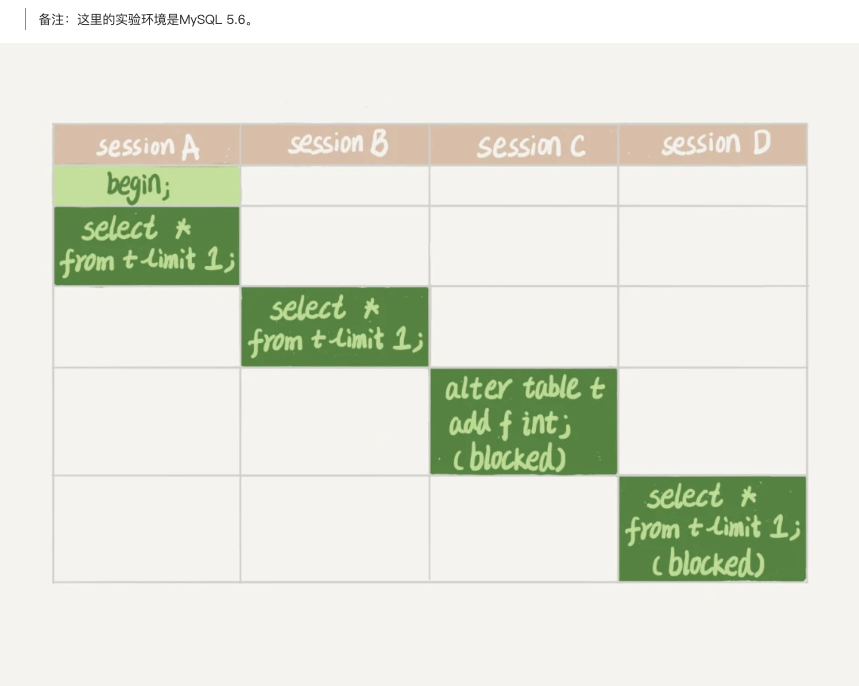 备注：这里的实验环境是MySQL 5.6。
session A session B session C session D
begin;
select *
from t limit 1;
select *
from t limit 1;
alter table t
add f int;
(blocked)
select *
from t limit 1;
(blocked)